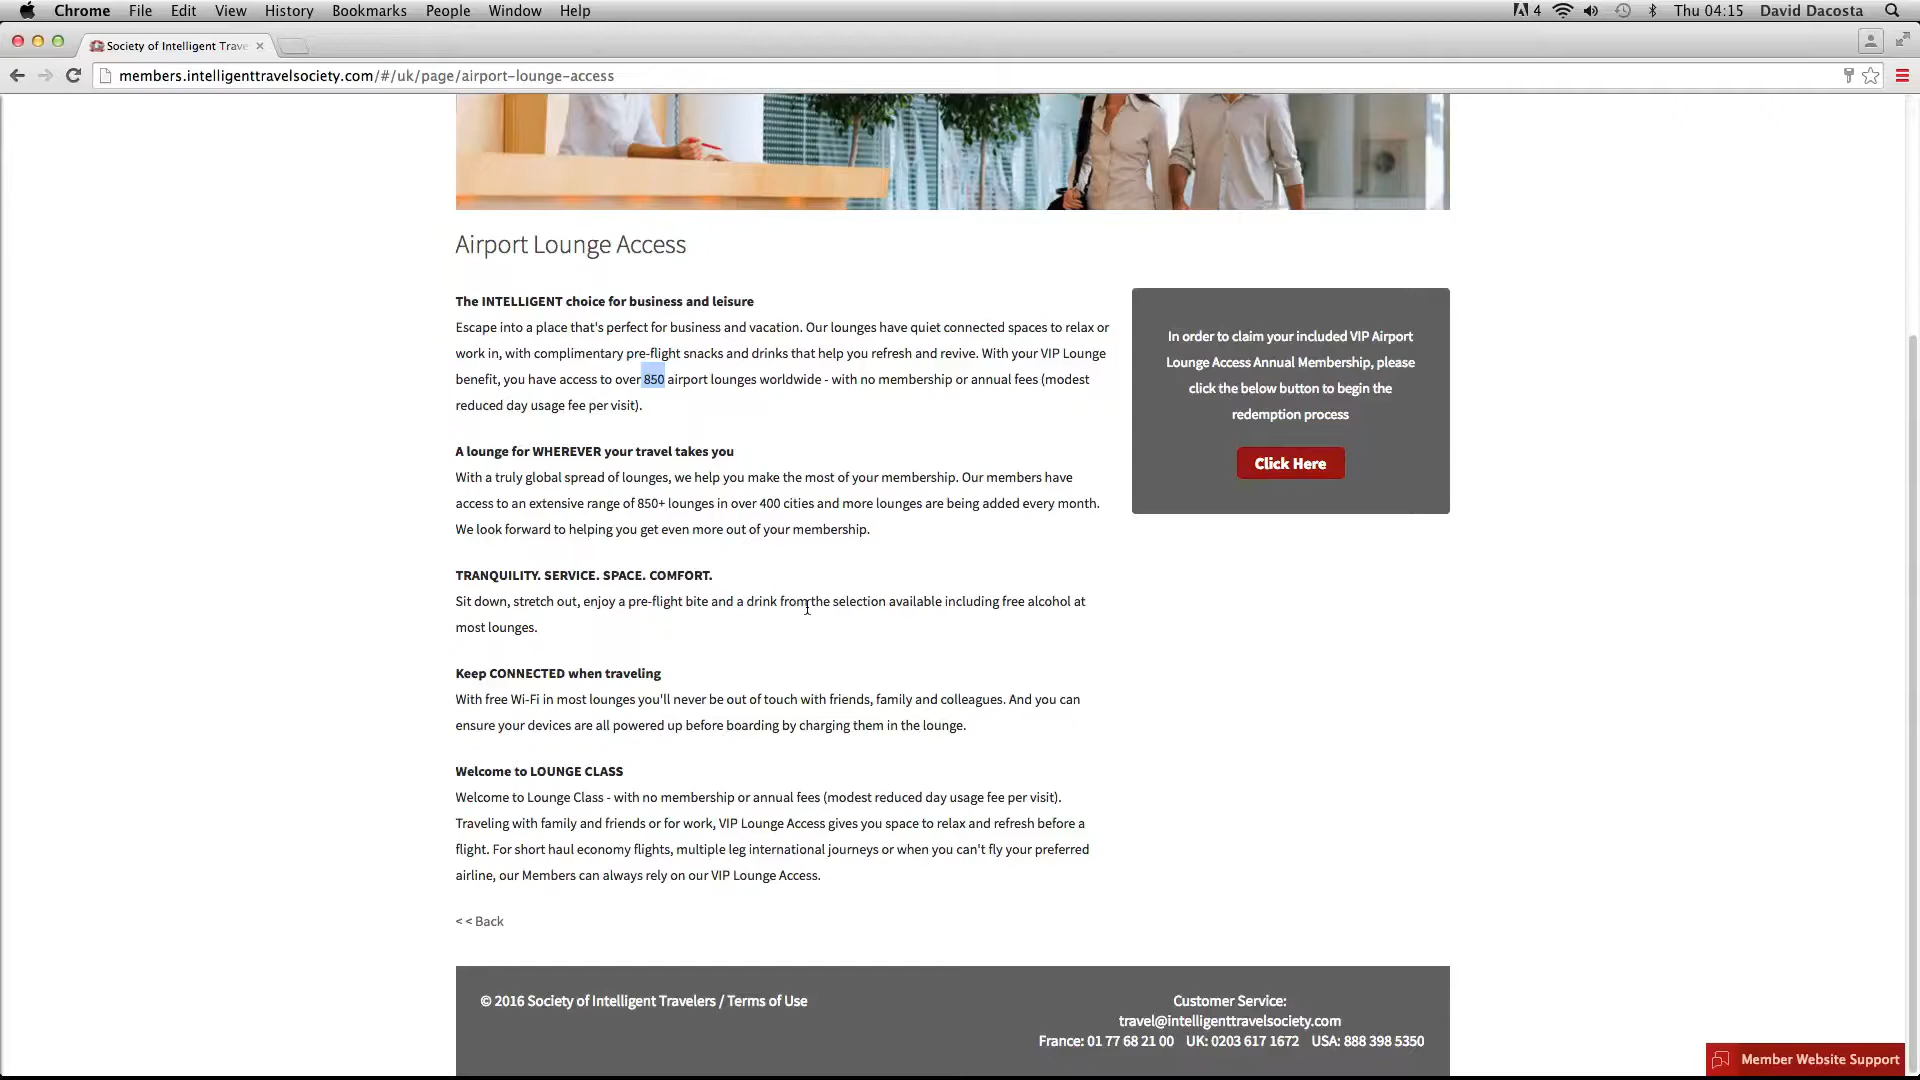 Chrome File Edit View History Bookmarks People Window Help
4 Thu 04:15 David Dacosta
Society of Intelligent Trave
members.intelligenttravelsociety.com/#/uk/page/airport-lounge-access
Airport Lounge Access
The INTELLIGENT choice for business and leisure
Escape into a place that's perfect for business and vacation. Our lounges have quiet connected spaces to relax or
work in, with complimentary pre-flight snacks and drinks that help you refresh and revive. With your VIP Lounge
benefit, you have access to over 850 airport lounges worldwide - with no membership or annual fees (modest
reduced day usage fee per visit).
A lounge for WHEREVER your travel takes you
With a truly global spread of lounges, we help you make the most of your membership. Our members have
access to an extensive range of 850+ lounges in over 400 cities and more lounges are being added every month.
We look forward to helping you get even more out of your membership.
TRANQUILITY. SERVICE. SPACE. COMFORT.
Sit down, stretch out, enjoy a pre-flight bite and a drink from the selection available including free alcohol at
most lounges.
Keep CONNECTED when traveling
With free Wi-Fi in most lounges you'll never be out of touch with friends, family and colleagues. And you can
ensure your devices are all powered up before boarding by charging them in the lounge.
Welcome to LOUNGE CLASS
Welcome to Lounge Class - with no membership or annual fees (modest reduced day usage fee per visit).
Traveling with family and friends or for work, VIP Lounge Access gives you space to relax and refresh before a
flight. For short haul economy flights, multiple leg international journeys or when you can't fly your preferred
airline, our Members can always rely on our VIP Lounge Access.
< < Back
In order to claim your included VIP Airport
Lounge Access Annual Membership, please
click the below button to begin the
redemption process
Click Here
© 2016 Society of Intelligent Travelers / Terms of Use
Customer Service:
travel@intelligenttravelsociety.com
France: 01 77 68 21 00 UK: 0203 617 1672 USA: 888 398 5350
Member Website Support